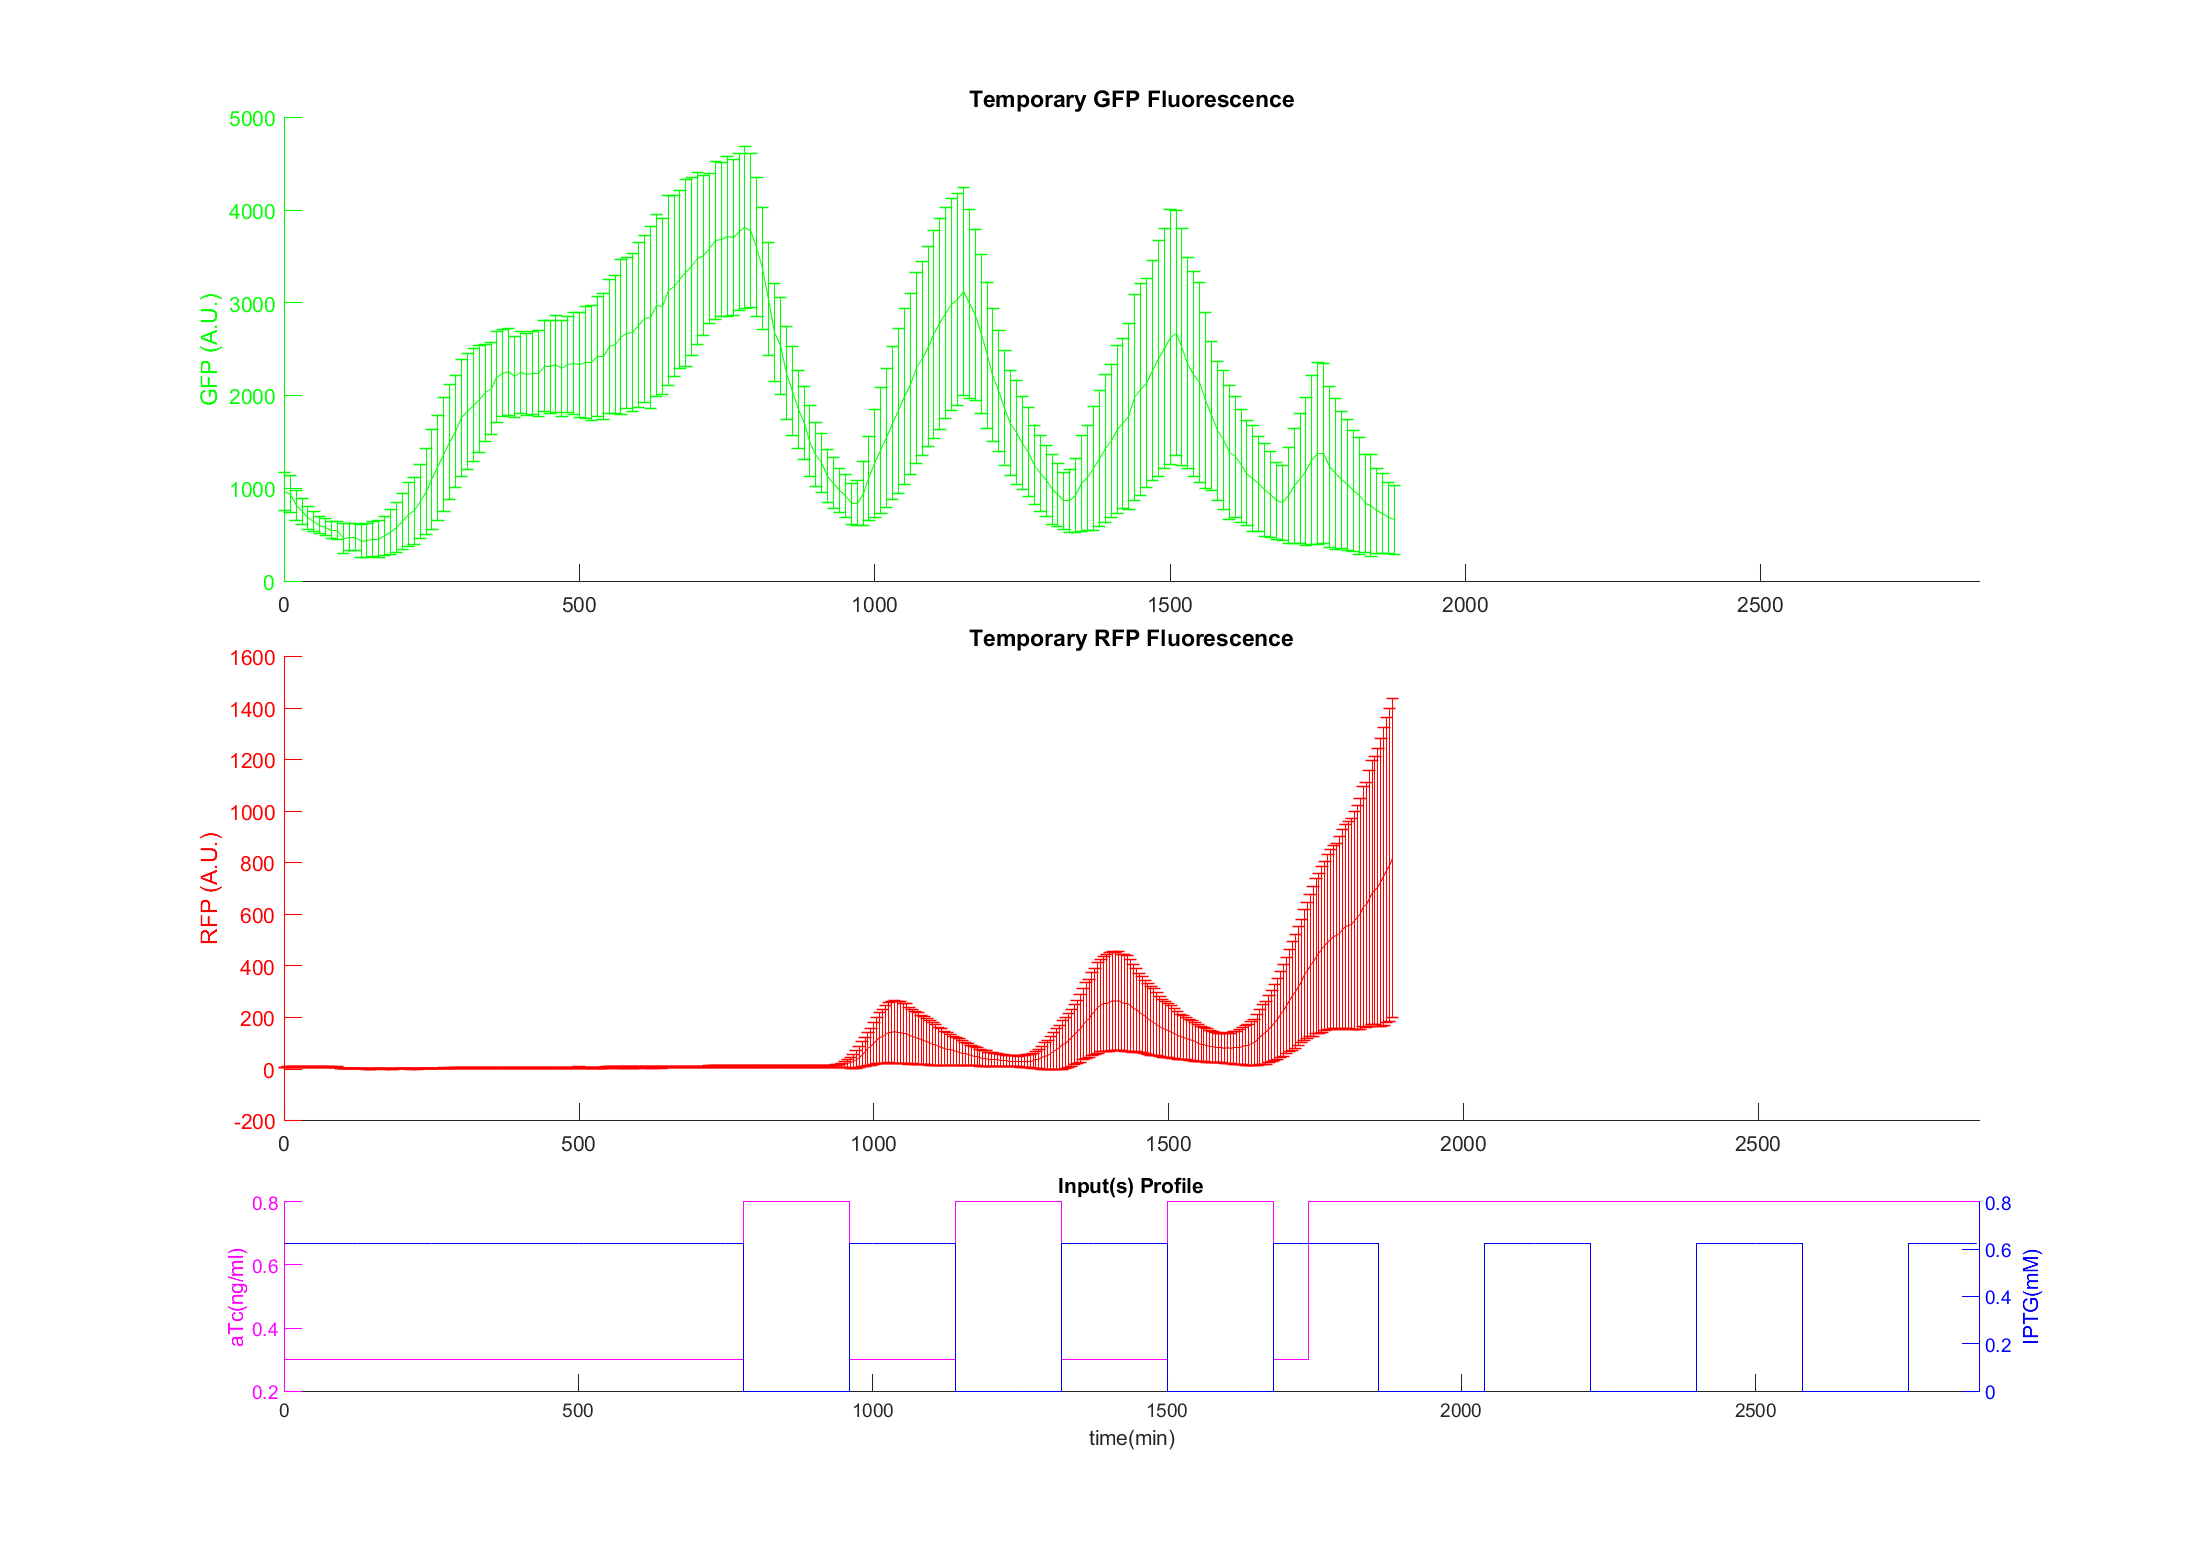 Temporary GFP Fluorescence
GFP (A.U.)
5000
4000
3000
2000
1000
0
0 500 1000 1500 2000 2500
Temporary RFP Fluorescence
RFP (A.U.)
1600
1400
1200
1000
800
600
400
200
0
-200
0 500 1000 1500 2000 2500
Input(s) Profile
aTc(ng/ml)
0.8
0.6
0.4
0.2
0.8
0.6
0.4
0.2
0
IPTG(mM)
0 500 1000 1500 2000 2500
time(min)